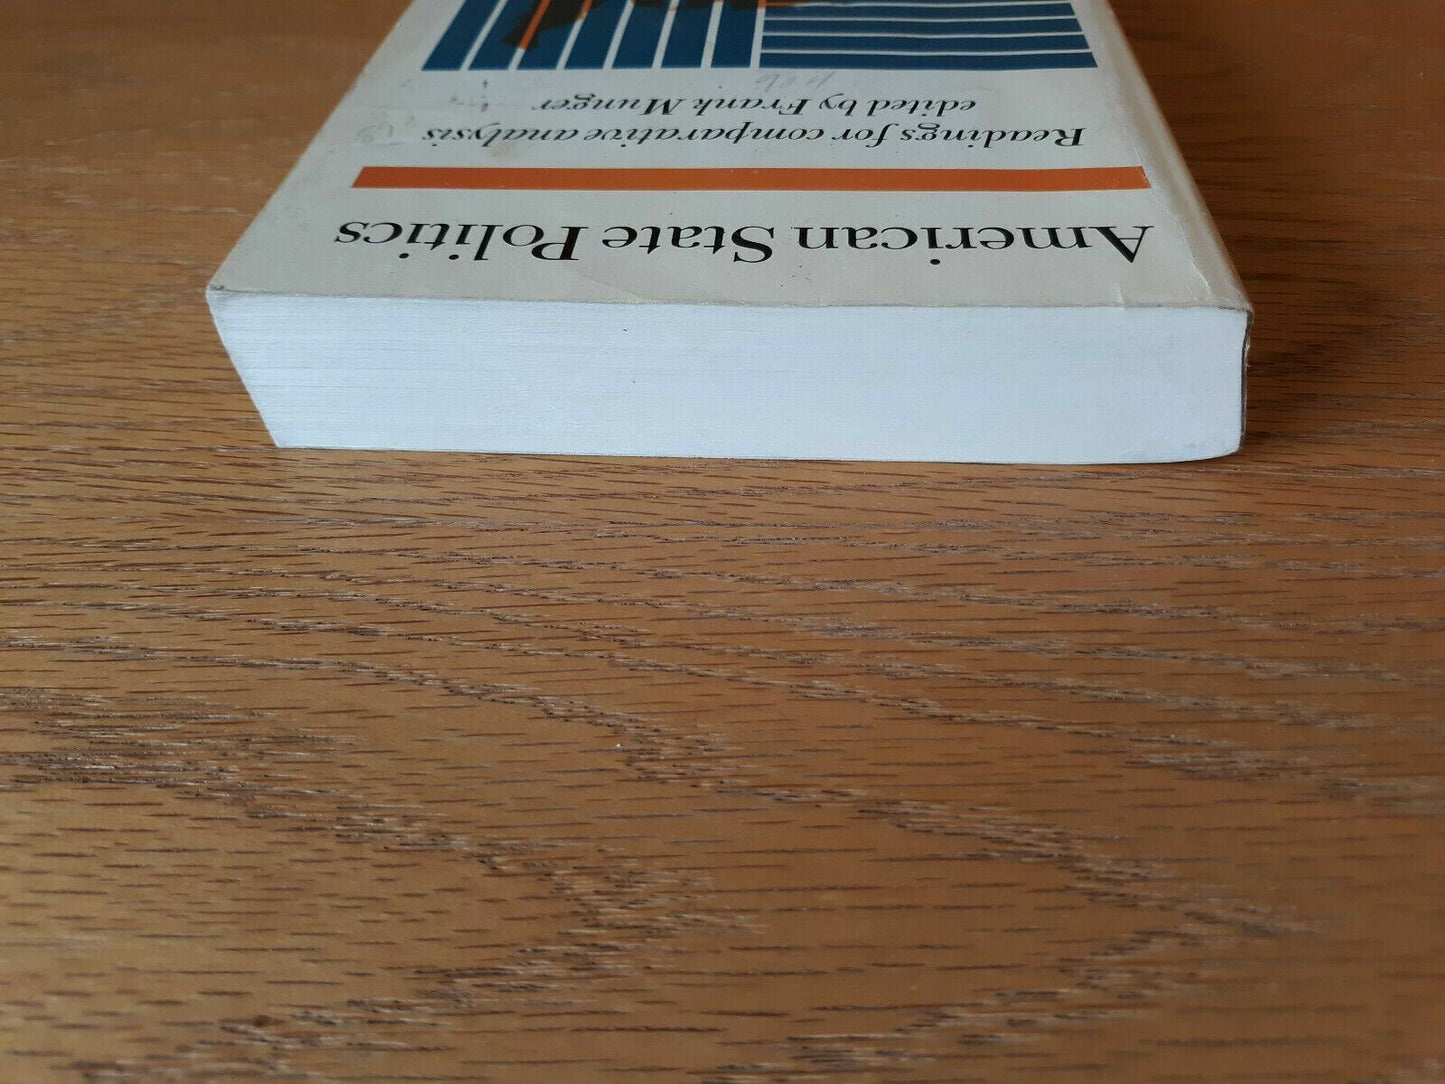 American State Politics
Readings for comparative analysis
edited by Frank Munger